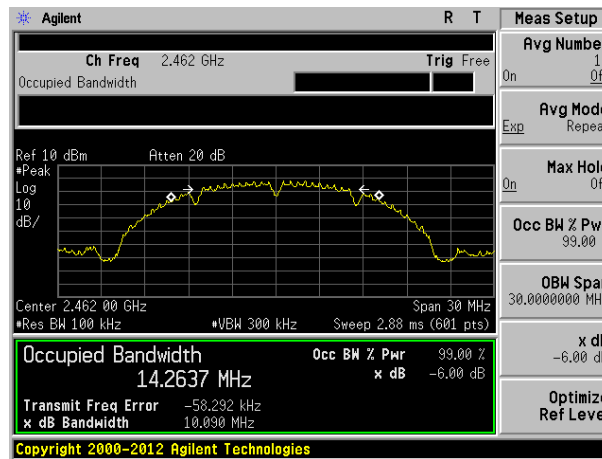 Agilent R T
Ch Freq 2.462 GHz Trig Free
Occupied Bandwidth
Ref 10 dBm Atten 20 dB
#Peak
Log
10
dB/
Center 2.462 00 GHz Span 30 MHz
#Res BW 100 kHz #VBW 300 kHz Sweep 2.88 ms (601 pts)
Occupied Bandwidth Occ BW % Pwr 99.00 %
14.2637 MHz x dB -6.00 dB
Transmit Freq Error -58.292 kHz
x dB Bandwidth 10.090 MHz
Copyright 2000-2012 Agilent Technologies
Meas Setup
Avg Numbe
1
On Of
Avg Mod
Exp Repea
Max Hol
On Of
Occ BW % Pw
99.00
OBW Spa
30.0000000 MH
x d
-6.00 d
Optimiz
Ref Leve